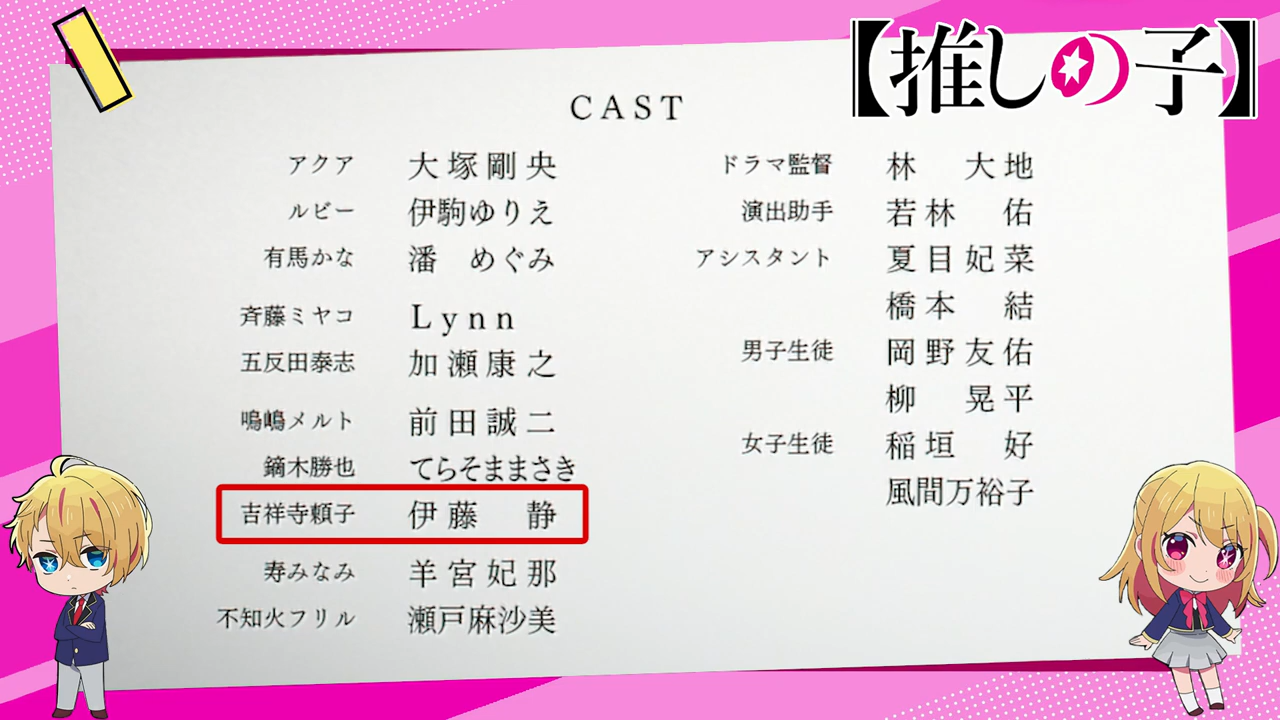 【推しの子】
CAST
アクア 大塚剛央
ルビー 伊駒ゆりえ
有馬かな 潘 めぐみ
斉藤ミヤコ Lynn
五反田泰志 加瀬康之
鳴嶋メルト 前田誠二
鏑木勝也 てらそままさき
吉祥寺頼子 伊藤 静
寿みなみ 羊宮妃那
不知火フリル 瀬戸麻沙美
ドラマ監督 林 大地
演出助手 若林 佑
アシスタント 夏目妃菜
橋本 結
男子生徒 岡野友佑
柳 晃平
女子生徒 稲垣 好
風間万裕子